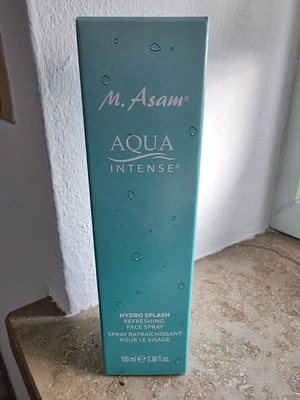 M. Asam®
AQUA
INTENSE®
HYDRO SPLASH
REFRESHING
FACE SPRAY
SPRAY RAFRAÎCHISSANT
POUR LE VISAGE
100 ml ℮ 3.38 fl.oz.